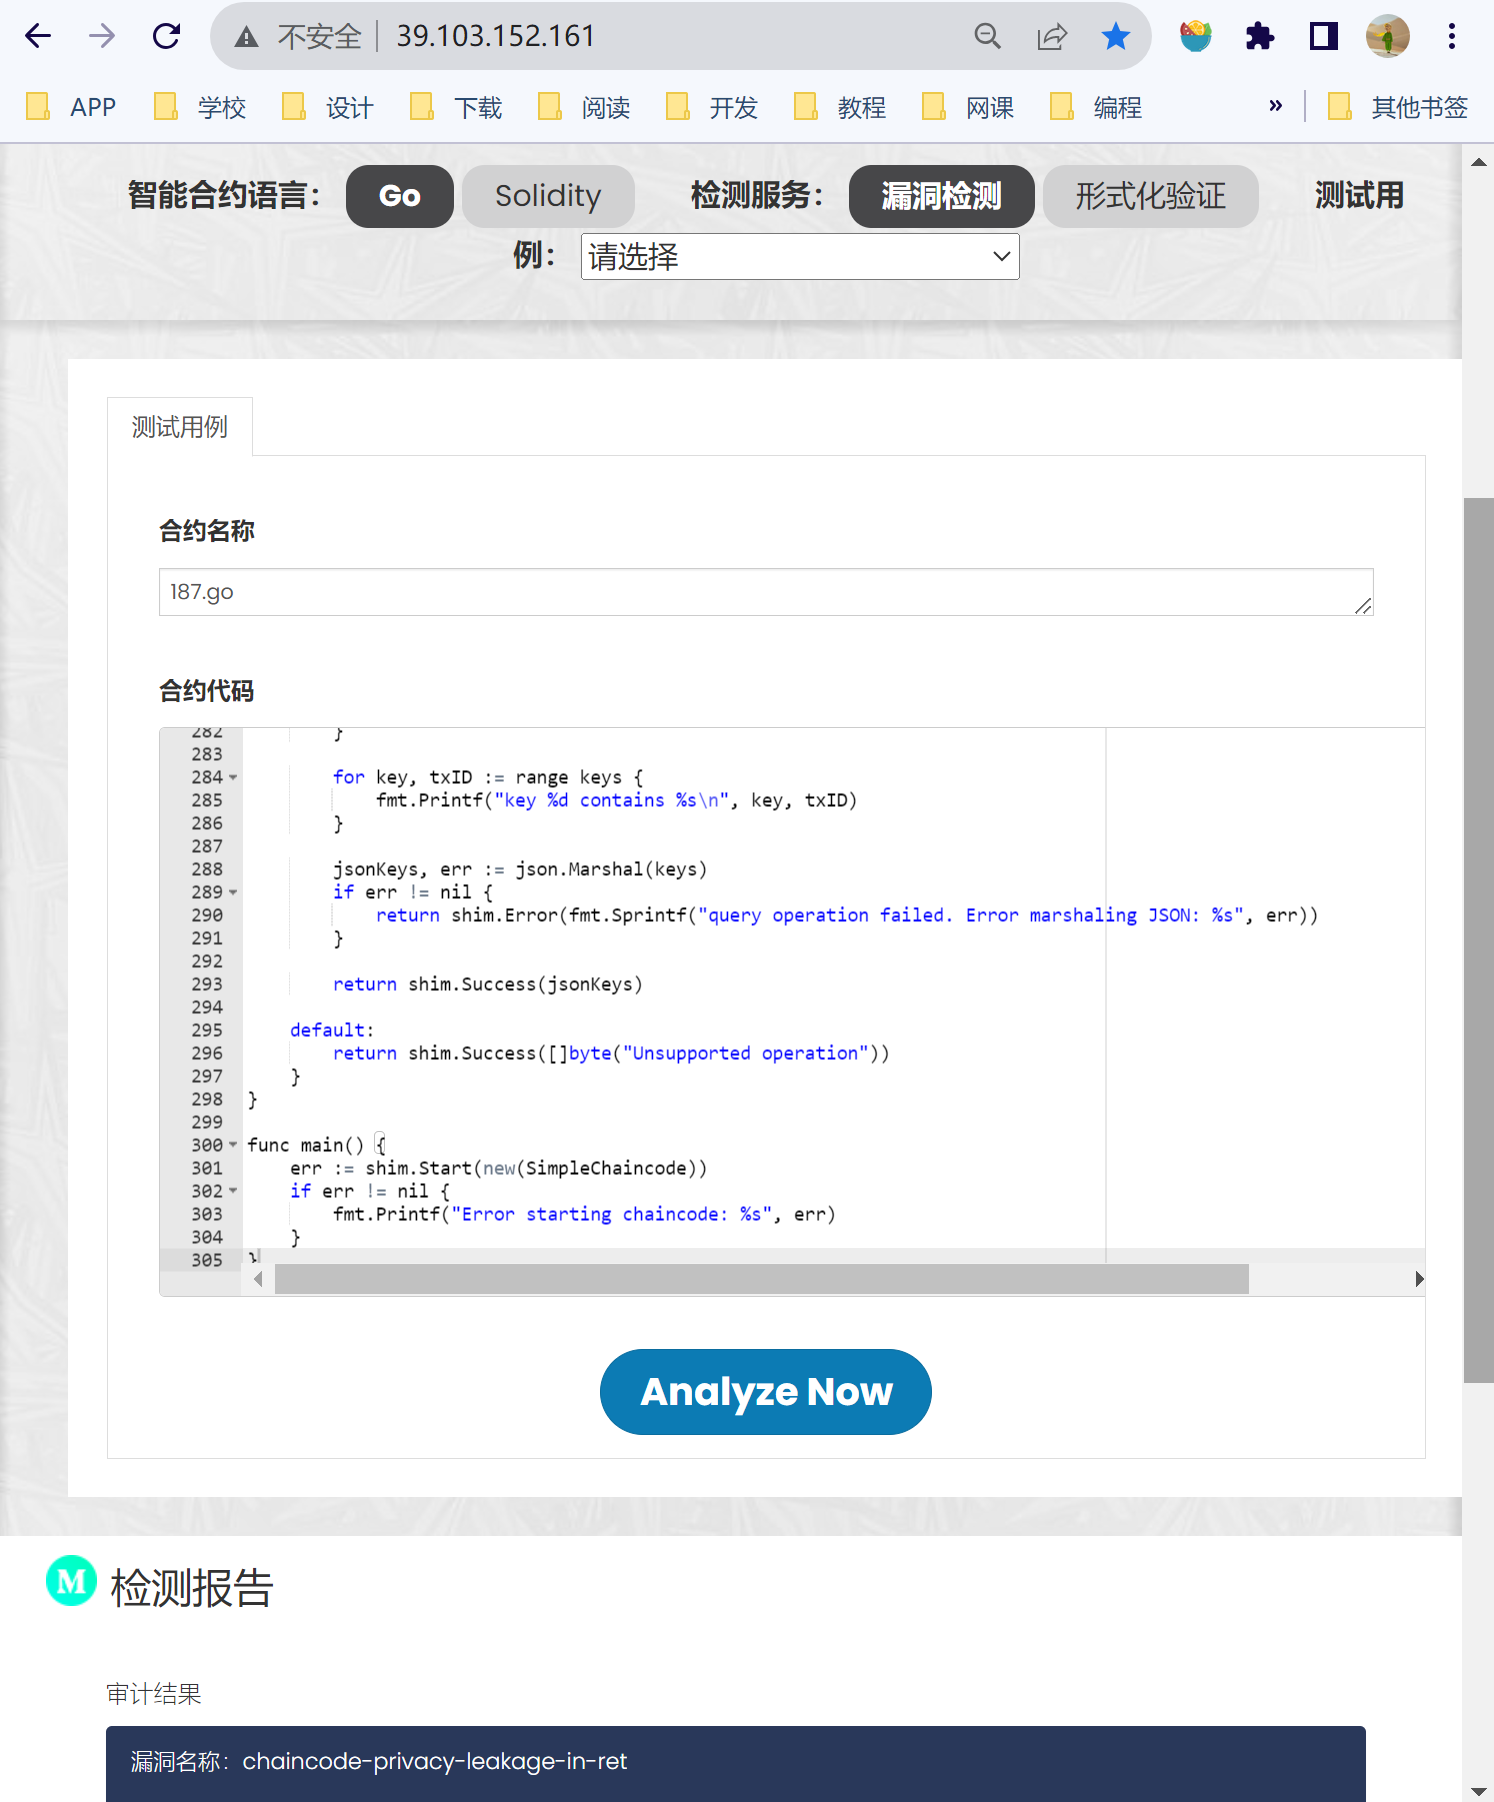 不安全 39.103.152.161
APP 学校 设计 下载 阅读 开发 教程 网课 编程 » 其他书签
智能合约语言： Go Solidity 检测服务： 漏洞检测 形式化验证 测试用
例： 请选择
测试用例
合约名称
187.go
合约代码
282 }
283
284 for key, txID := range keys {
285 fmt.Printf("key %d contains %s\n", key, txID)
286 }
287
288 jsonKeys, err := json.Marshal(keys)
289 if err != nil {
290 return shim.Error(fmt.Sprintf("query operation failed. Error marshaling JSON: %s", err))
291 }
292
293 return shim.Success(jsonKeys)
294
295 default:
296 return shim.Success([]byte("Unsupported operation"))
297 }
298 }
299
300 func main() {
301 err := shim.Start(new(SimpleChaincode))
302 if err != nil {
303 fmt.Printf("Error starting chaincode: %s", err)
304 }
305 }
Analyze Now
M 检测报告
审计结果
漏洞名称：chaincode-privacy-leakage-in-ret